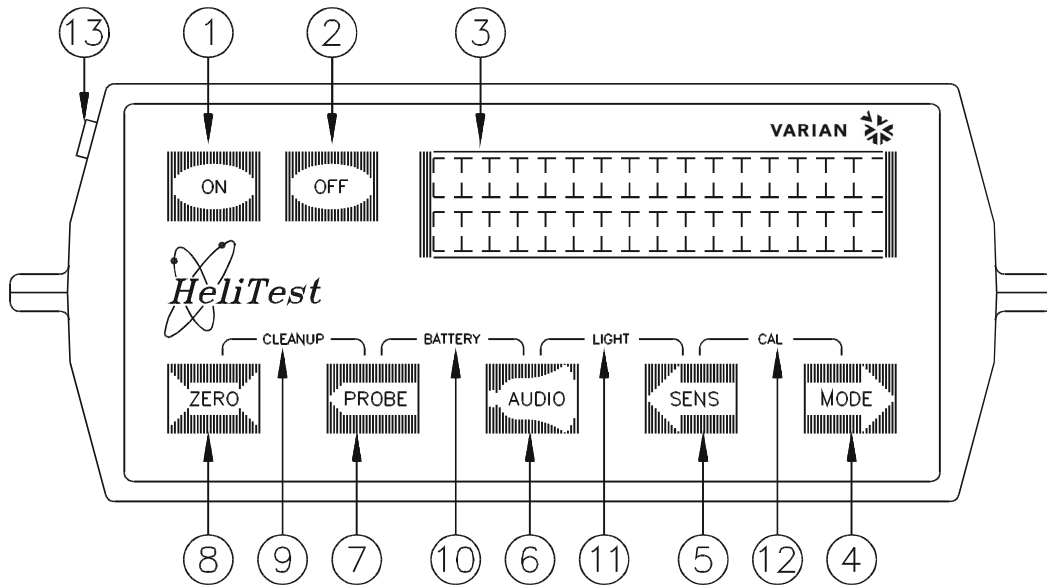 13 1 2 3
VARIAN
ON OFF
HeliTest
CLEANUP BATTERY LIGHT CAL
ZERO PROBE AUDIO SENS MODE
8 9 7 10 6 11 5 12 4